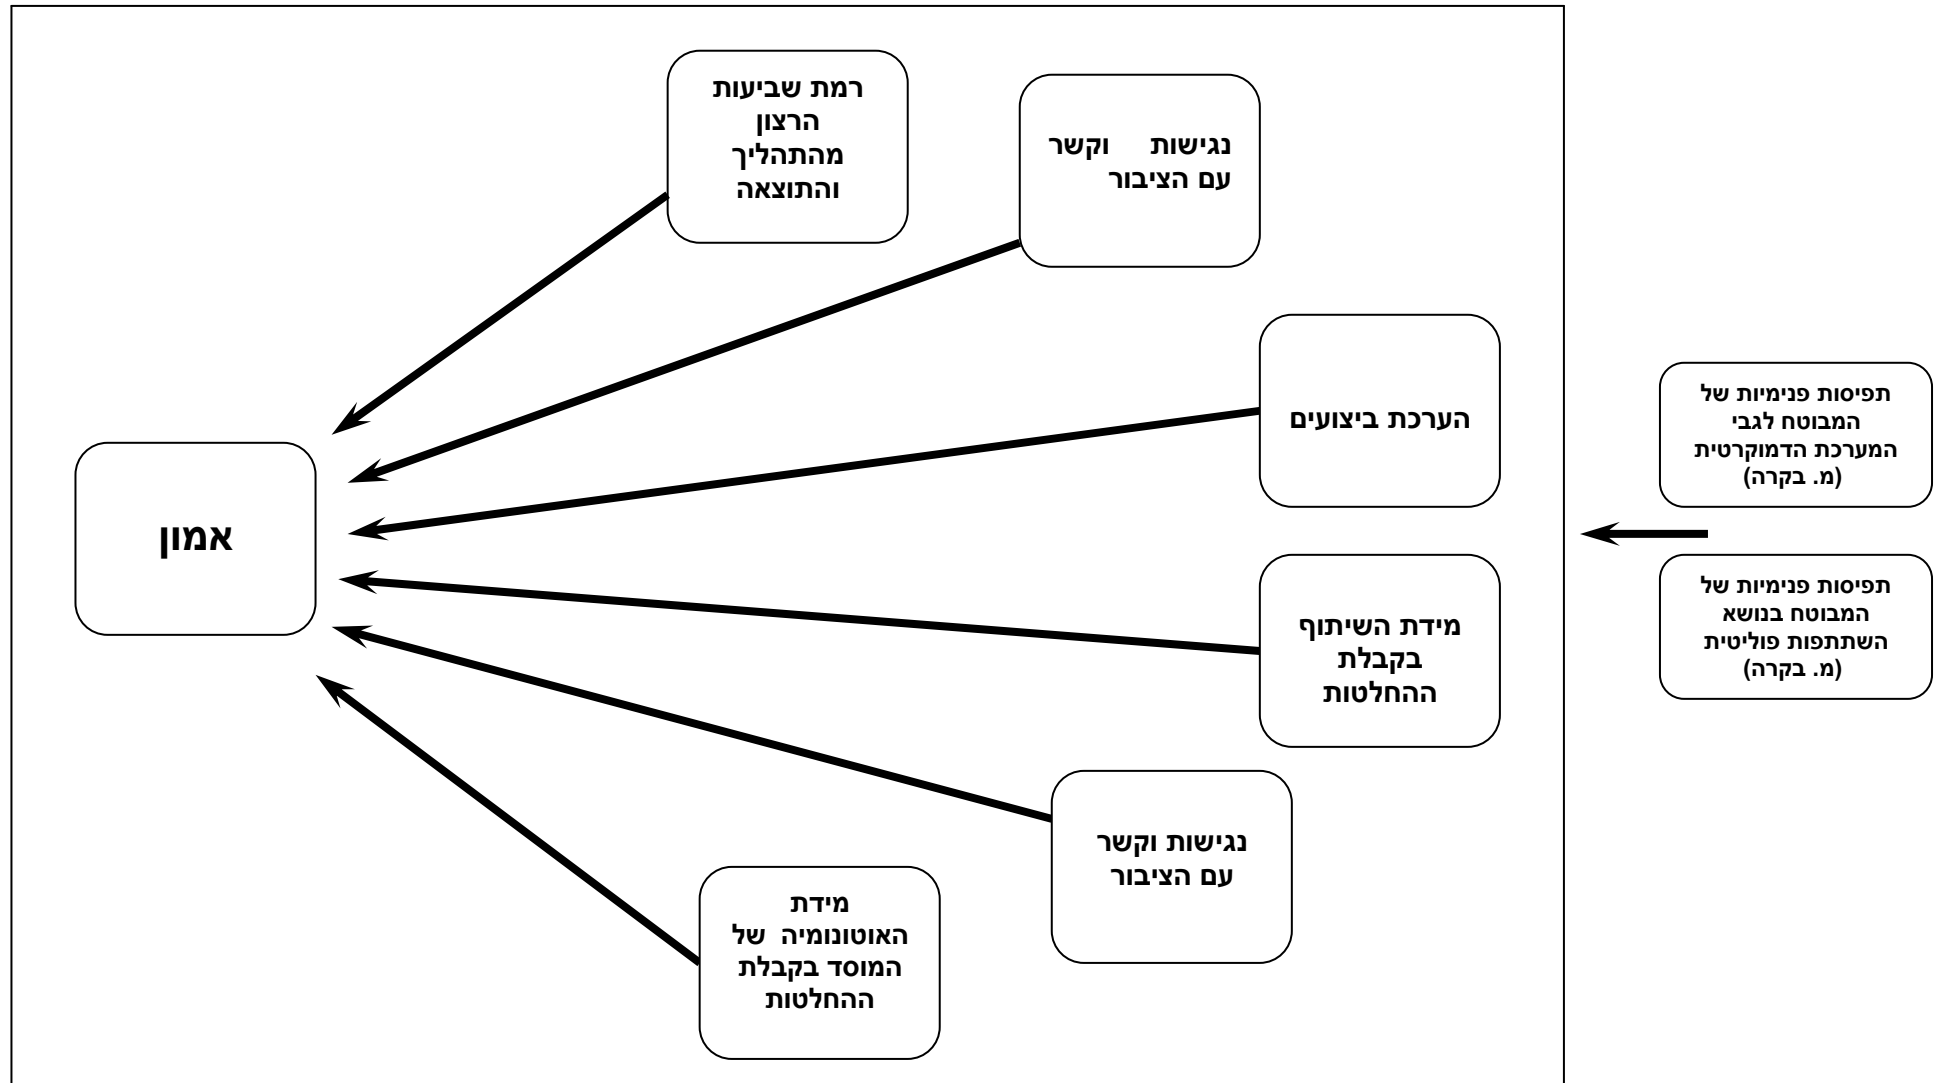 רמת שביעות
הרצון
מהתהליך
והתוצאה
נגישות וקשר
עם הציבור
הערכת ביצועים
תפיסות פנימיות של
המבוטח לגבי
המערכת הדמוקרטית
(מ. בקרה)
אמון
תפיסות פנימיות של
המבוטח בנושא
השתתפות פוליטית
(מ. בקרה)
מידת השיתוף
בקבלת
ההחלטות
נגישות וקשר
עם הציבור
מידת
האוטונומיה של
המוסד בקבלת
ההחלטות